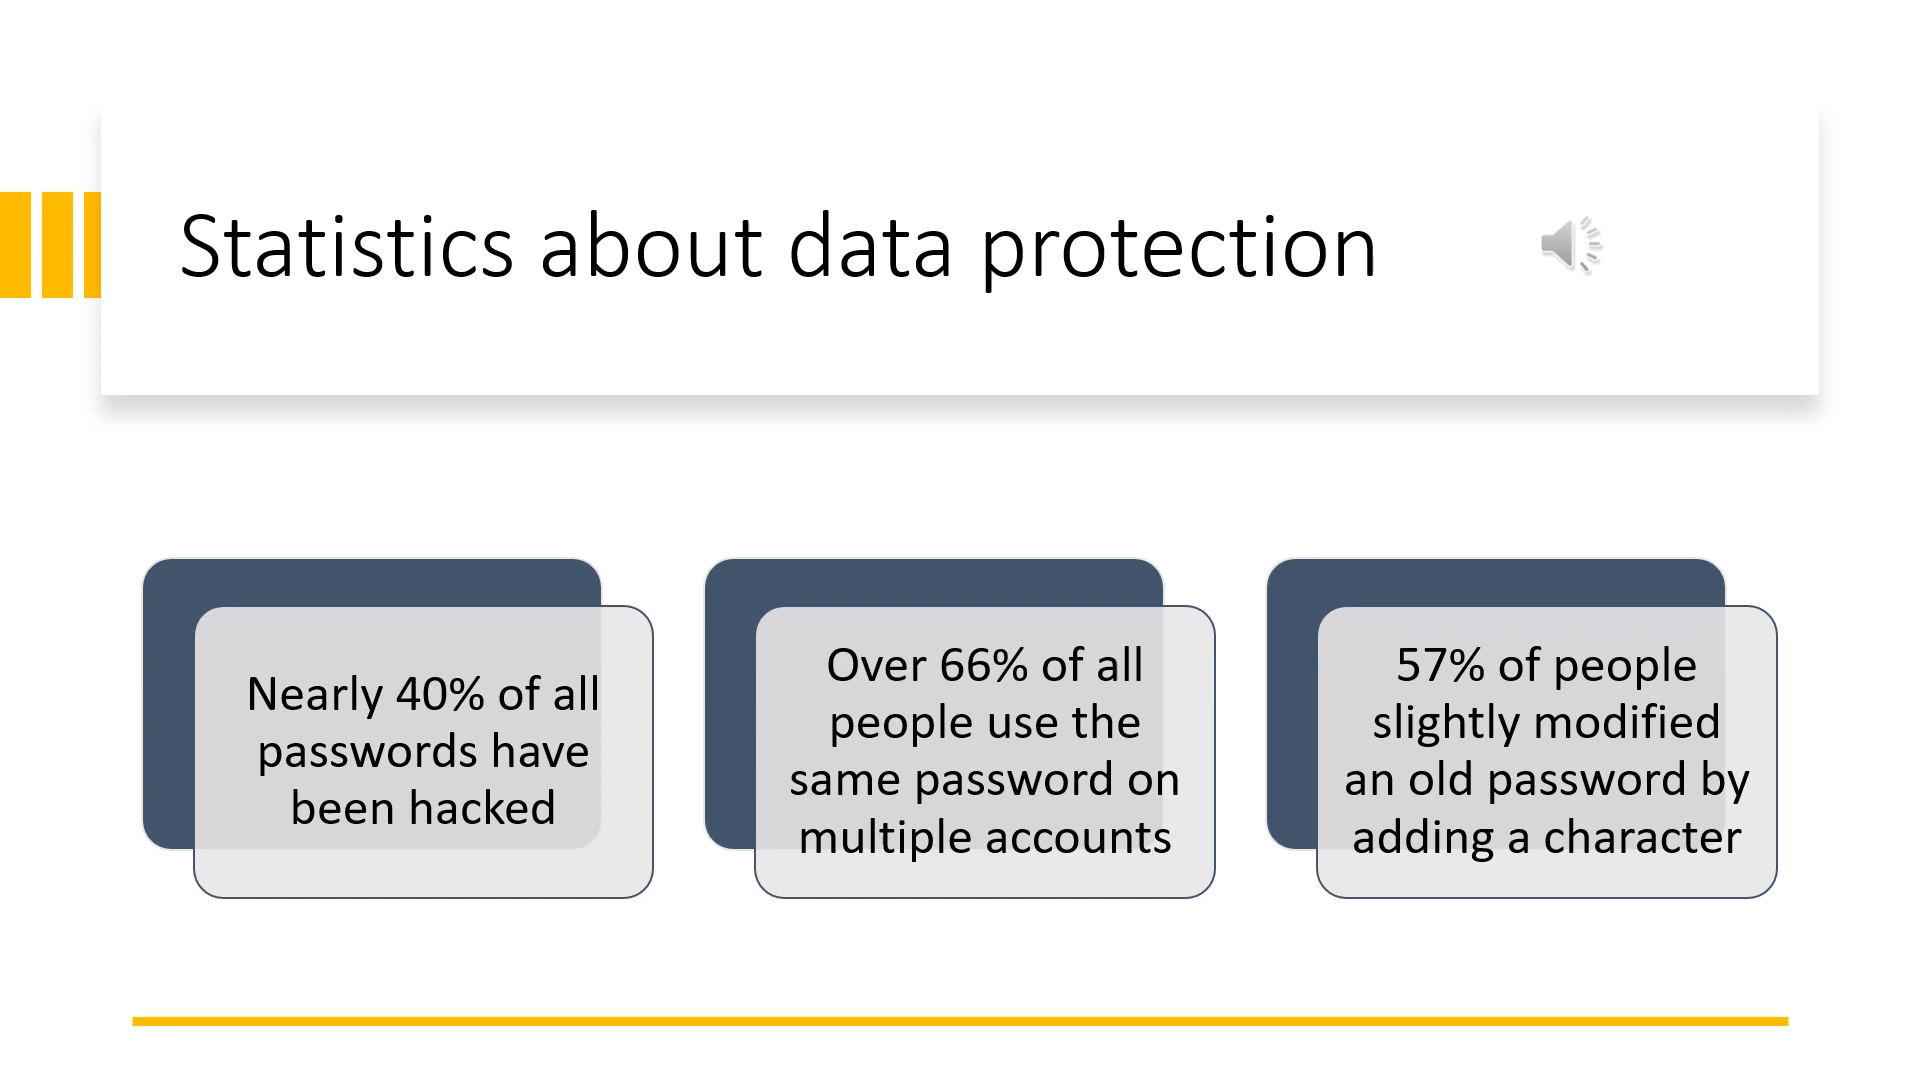 Statistics about data protection
Nearly 40% of all
passwords have
been hacked
Over 66% of all
people use the
same password on
multiple accounts
57% of people
slightly modified
an old password by
adding a character